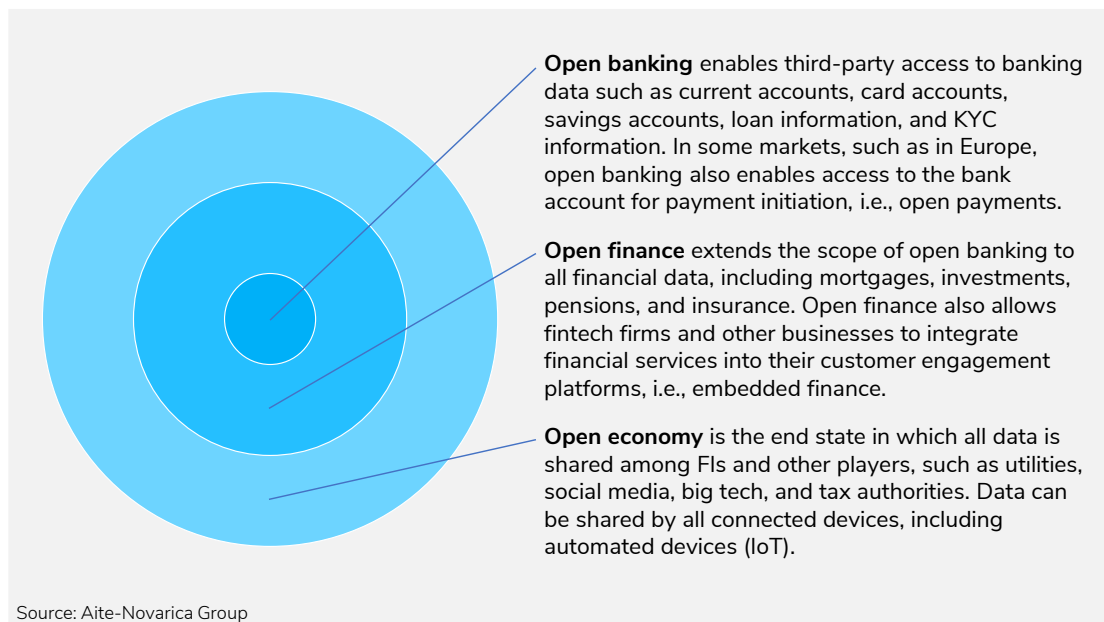 Open banking enables third-party access to banking
data such as current accounts, card accounts,
savings accounts, loan information, and KYC
information. In some markets, such as in Europe,
open banking also enables access to the bank
account for payment initiation, i.e., open payments.
Open finance extends the scope of open banking to
all financial data, including mortgages, investments,
pensions, and insurance. Open finance also allows
fintech firms and other businesses to integrate
financial services into their customer engagement
platforms, i.e., embedded finance.
Open economy is the end state in which all data is
shared among FIs and other players, such as utilities,
social media, big tech, and tax authorities. Data can
be shared by all connected devices, including
automated devices (IoT).
Source: Aite-Novarica Group